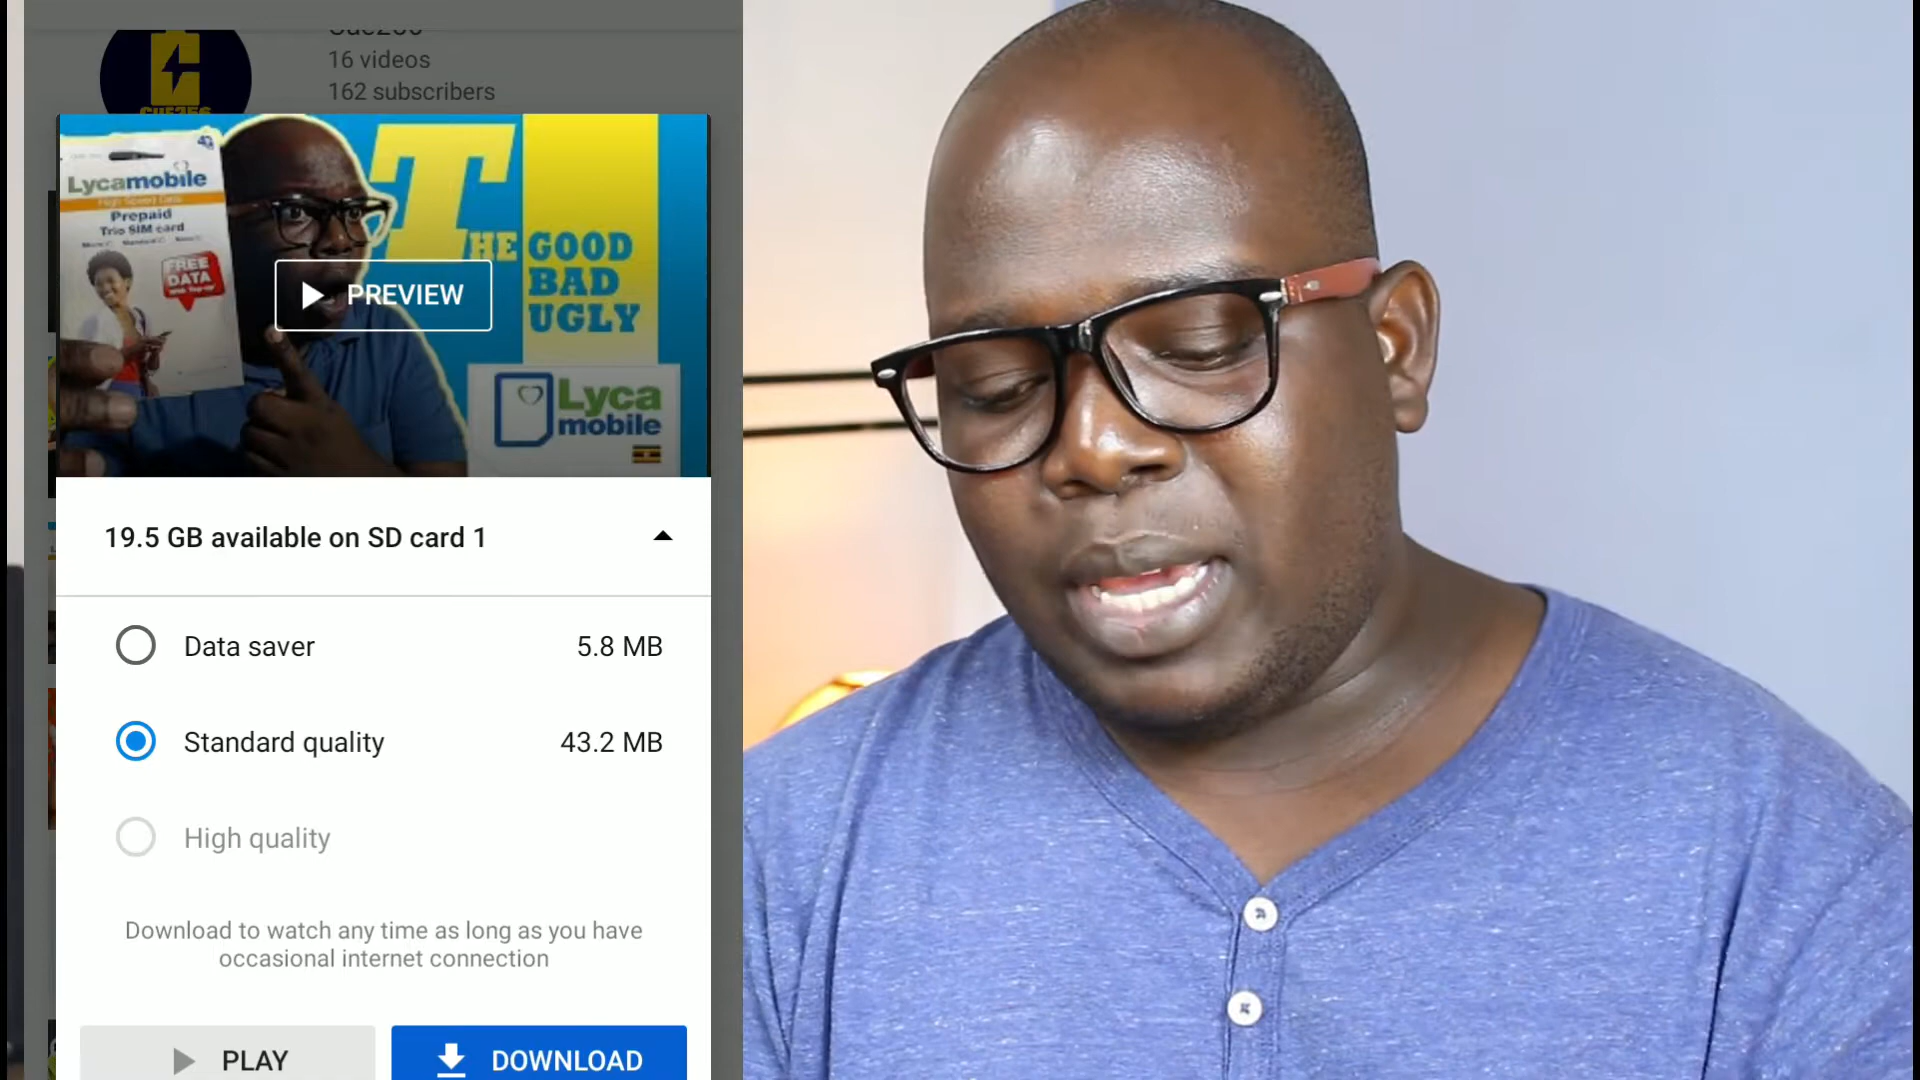 16 videos
162 subscribers
CUE256
4G
Lycamobile
Prepaid
Trio SIM card
FREE
DATA
THE GOOD
BAD
UGLY
PREVIEW
Lyca
mobile
19.5 GB available on SD card 1
Data saver 5.8 MB
Standard quality 43.2 MB
High quality
Download to watch any time as long as you have
occasional internet connection
PLAY DOWNLOAD